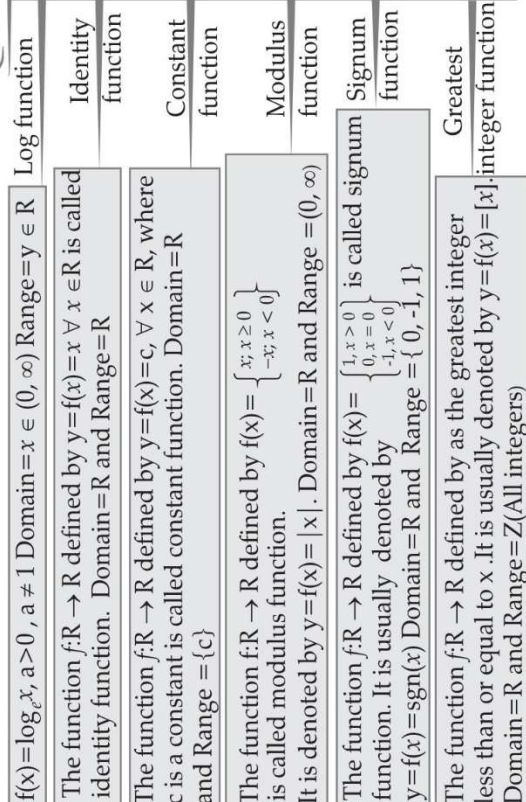 f(x)=logₑx, a>0 , a ≠ 1 Domain=x ∈ (0, ∞) Range=y ∈ R
Log function
The function f:R → R defined by y=f(x)=x ∀ x ∈R is called
identity function. Domain=R and Range=R
Identity
function
The function f:R → R defined by y=f(x)=c, ∀ x ∈ R, where
c is a constant is called constant function. Domain=R
and Range ={c}
Constant
function
The function f:R → R defined by f(x)= { x; x ≥ 0
-x; x < 0 }
is called modulus function.
It is denoted by y=f(x)=|x|. Domain=R and Range =(0, ∞)
Modulus
function
The function f:R → R defined by f(x)= { 1, x > 0
0, x = 0
-1, x < 0 } is called signum
function. It is usually denoted by
y=f(x)=sgn(x) Domain=R and Range ={ 0, -1, 1}
Signum
function
The function f:R → R defined by as the greatest integer
less than or equal to x .It is usually denoted by y=f(x)=[x].
Domain=R and Range=Z(All integers)
Greatest
integer function